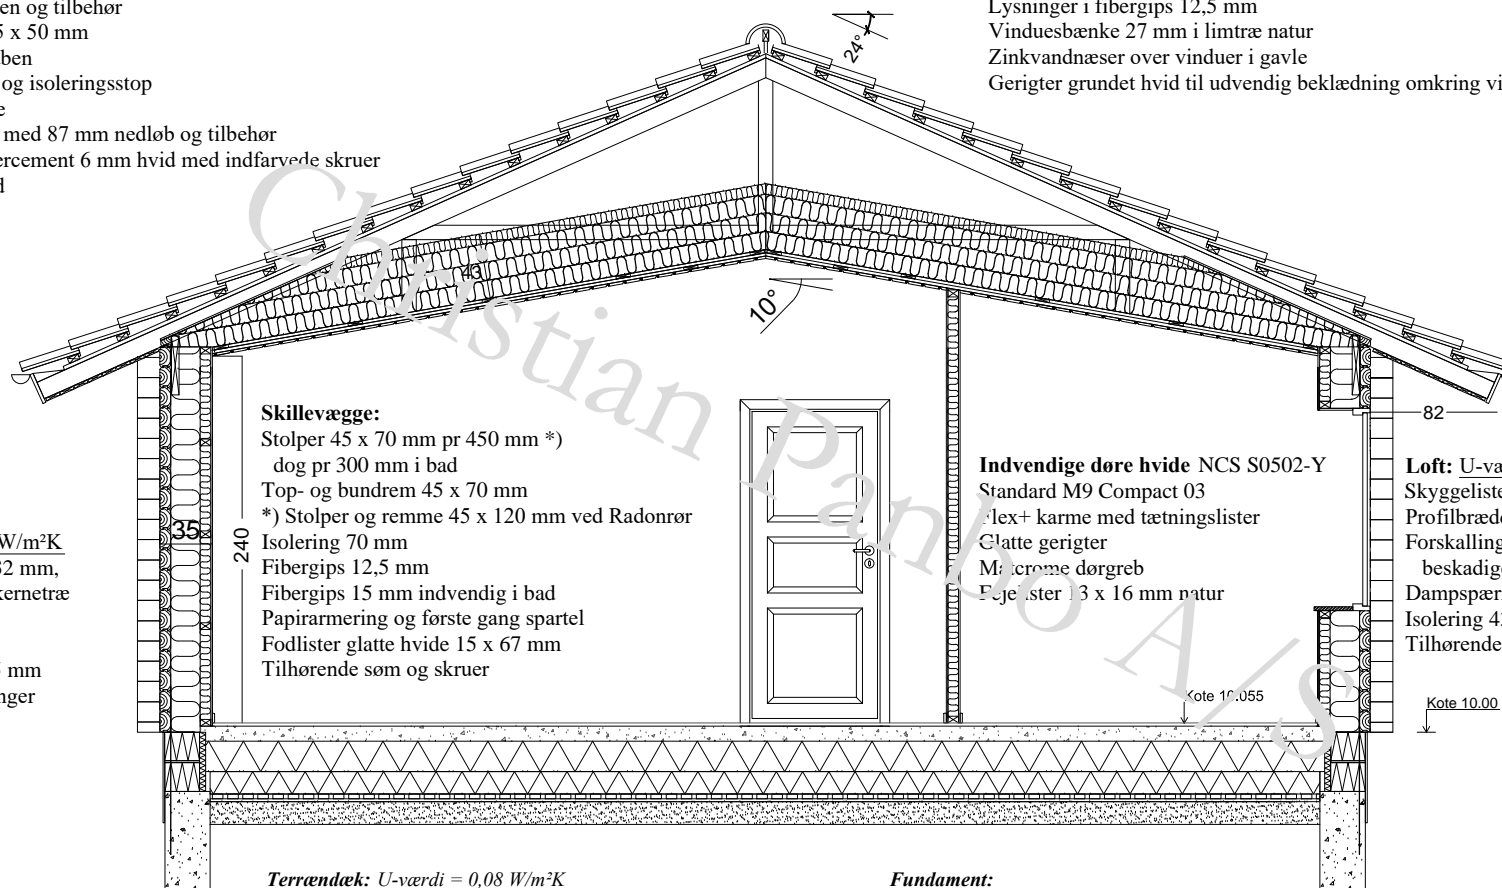 en og tilbehør
5 x 50 mm
ben
og isoleringsstop
e
med 87 mm nedløb og tilbehør
ercement 6 mm hvid med indfarvede skruer
d
24°
Lysninger i fibergips 12,5 mm
Vinduesbænke 27 mm i limtræ natur
Zinkvandnæser over vinduer i gavle
Gerigter grundet hvid til udvendig beklædning omkring vi
43
10°
Christian Panbo A/S
Skillevægge:
Stolper 45 x 70 mm pr 450 mm *)
dog pr 300 mm i bad
Top- og bundrem 45 x 70 mm
*) Stolper og remme 45 x 120 mm ved Radonrør
Isolering 70 mm
Fibergips 12,5 mm
Fibergips 15 mm indvendig i bad
Papirarmering og første gang spartel
Fodlister glatte hvide 15 x 67 mm
Tilhørende søm og skruer
35
240
W/m²K
32 mm,
kernetræ
mm
nger
Indvendige døre hvide NCS S0502-Y
Standard M9 Compact 03
Flex+ karme med tætningslister
Glatte gerigter
dørgreb
Fejelister 13 x 16 mm natur
82
Loft: U-væ
Skyggeliste
Profilbrædd
Forskalling
beskadige
Dampspær
Isolering 42
Tilhørende
Kote 10.055
Kote 10.00
Terrændæk: U-værdi = 0,08 W/m²K
Fundament: